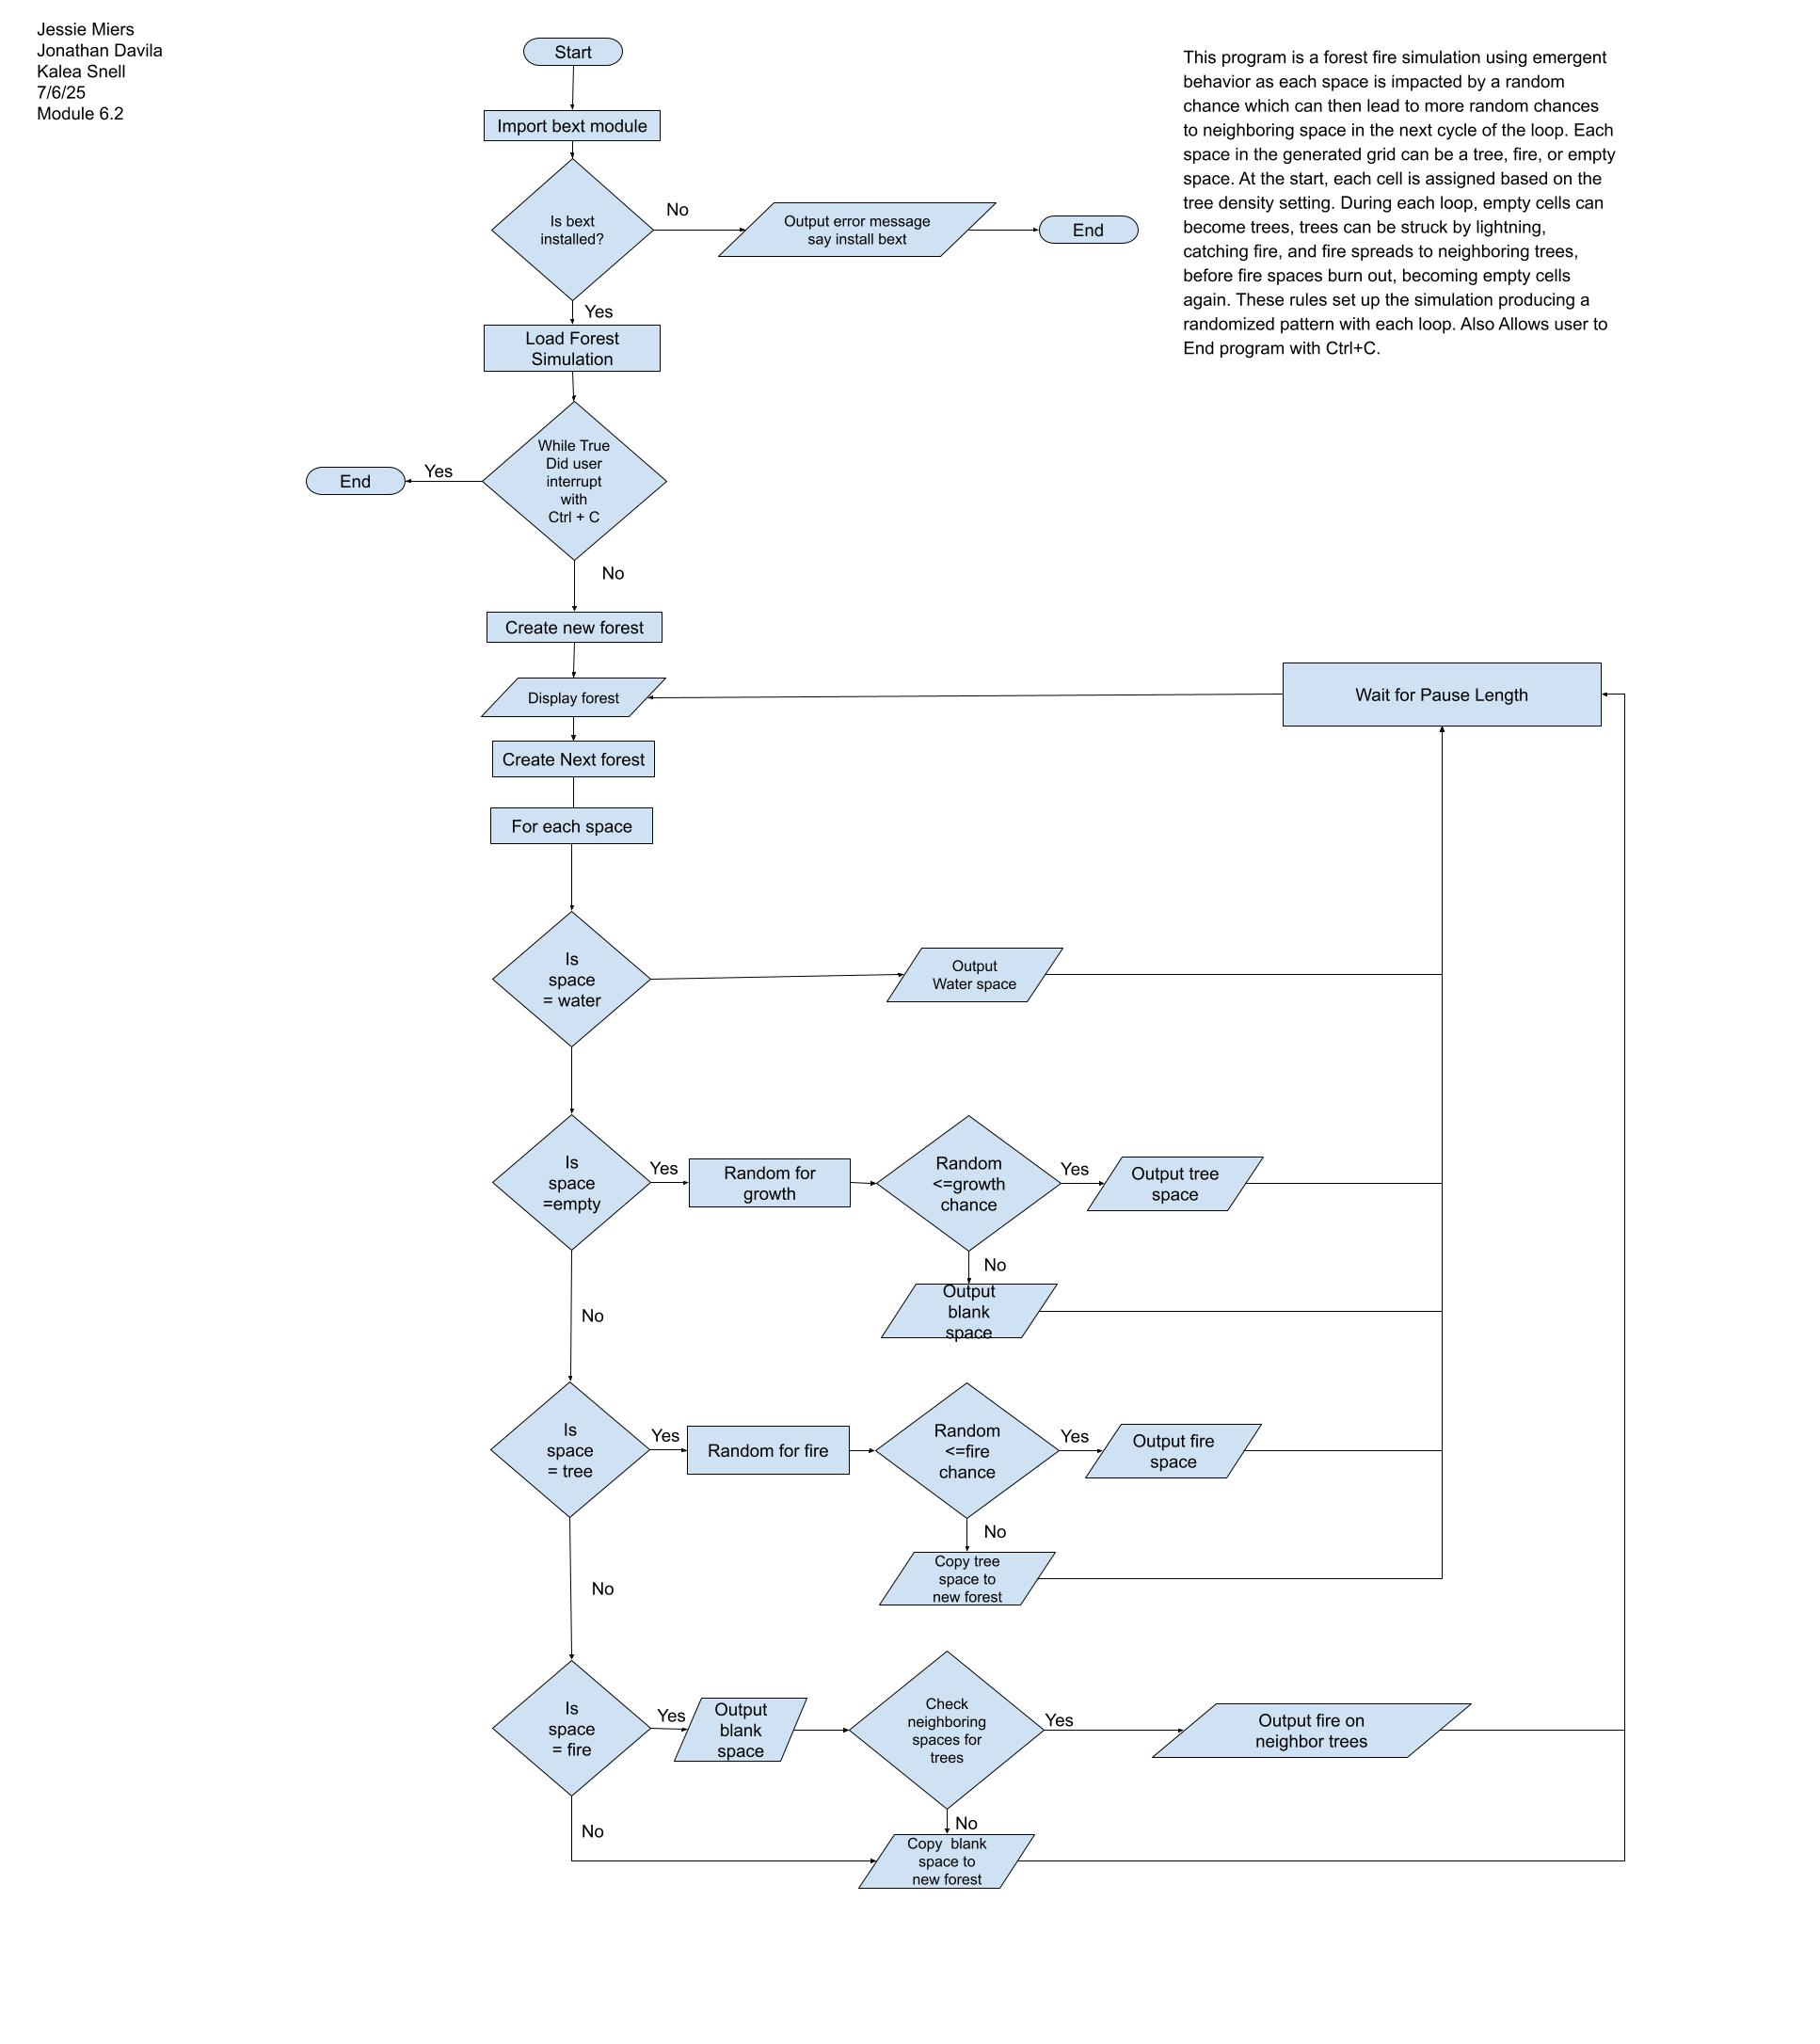 Jessie Miers
Jonathan Davila
Kalea Snell
7/6/25
Module 6.2
This program is a forest fire simulation using emergent
behavior as each space is impacted by a random
chance which can then lead to more random chances
to neighboring space in the next cycle of the loop. Each
space in the generated grid can be a tree, fire, or empty
space. At the start, each cell is assigned based on the
tree density setting. During each loop, empty cells can
become trees, trees can be struck by lightning,
catching fire, and fire spreads to neighboring trees,
before fire spaces burn out, becoming empty cells
again. These rules set up the simulation producing a
randomized pattern with each loop. Also Allows user to
End program with Ctrl+C.
Start
Import bext module
Is bext
installed?
No
Output error message
say install bext
End
Yes
Load Forest
Simulation
While True
Did user
interrupt
with
Ctrl + C
Yes
End
No
Create new forest
Display forest
Wait for Pause Length
Create Next forest
For each space
Is
space
= water
Output
Water space
Is
space
=empty
Yes
Random for
growth
Random
<=growth
chance
Yes
Output tree
space
No
Output
blank
space
No
Is
space
= tree
Yes
Random for fire
Random
<=fire
chance
Yes
Output fire
space
No
Copy tree
space to
new forest
No
Is
space
= fire
Yes
Output
blank
space
Check
neighboring
spaces for
trees
Yes
Output fire on
neighbor trees
No
No
Copy  blank
space to
new forest